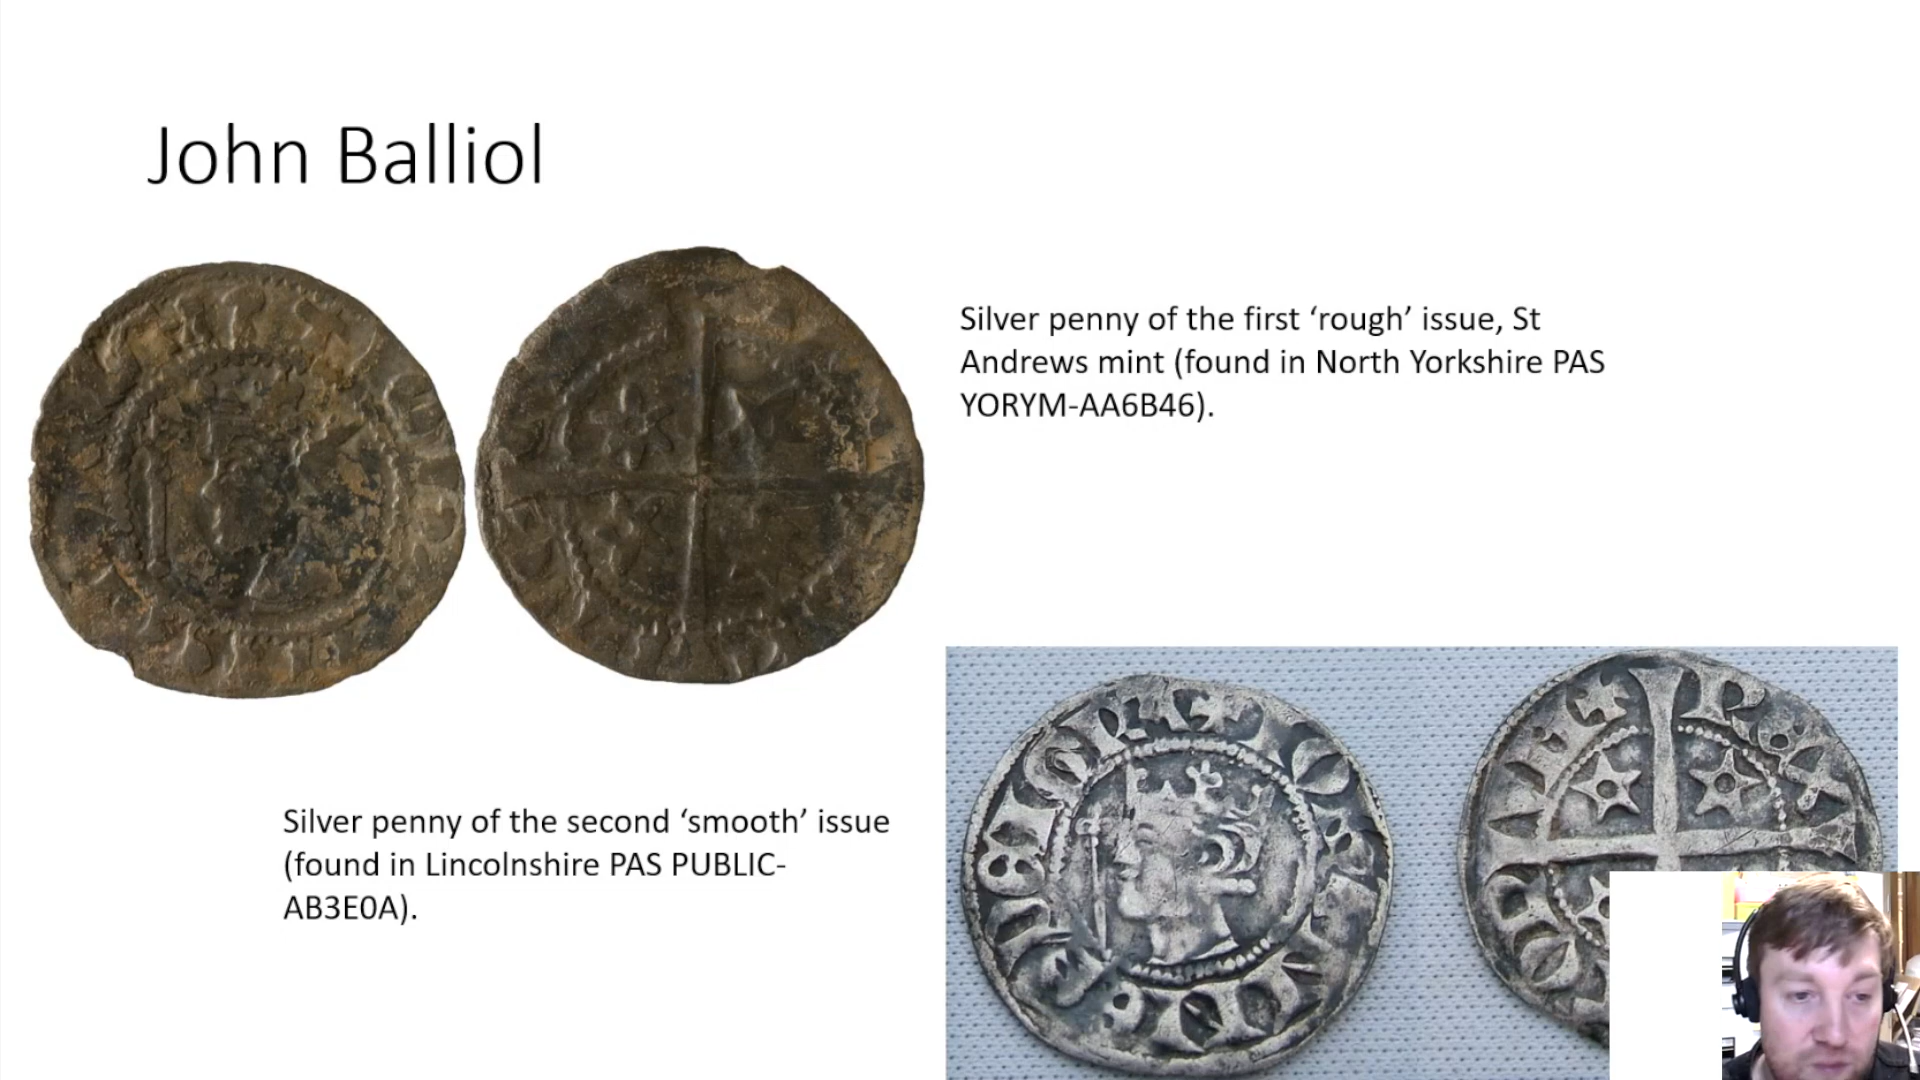 John Balliol
Silver penny of the first ‘rough’ issue, St
Andrews mint (found in North Yorkshire PAS
YORYM-AA6B46).
Silver penny of the second ‘smooth’ issue
(found in Lincolnshire PAS PUBLIC-
AB3E0A).